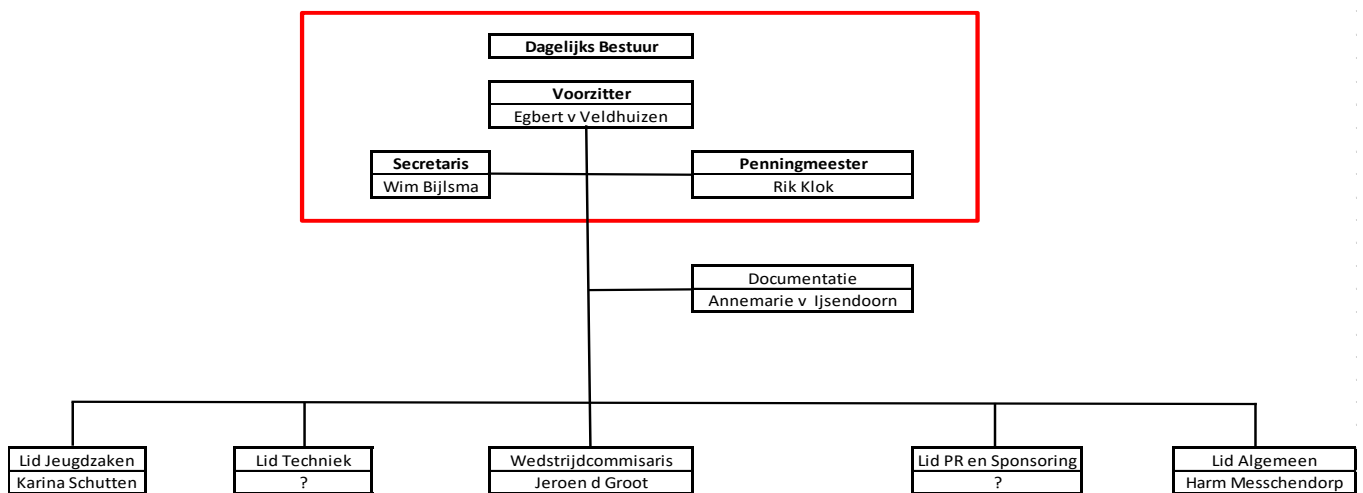 Dagelijks Bestuur
Voorzitter
Egbert v Veldhuizen
Secretaris
Wim Bijlsma
Penningmeester
Rik Klok
Documentatie
Annemarie v Ijsendoorn
Lid Jeugdzaken
Karina Schutten
Lid Techniek
?
Wedstrijdcommisaris
Jeroen d Groot
Lid PR en Sponsoring
?
Lid Algemeen
Harm Messchendorp